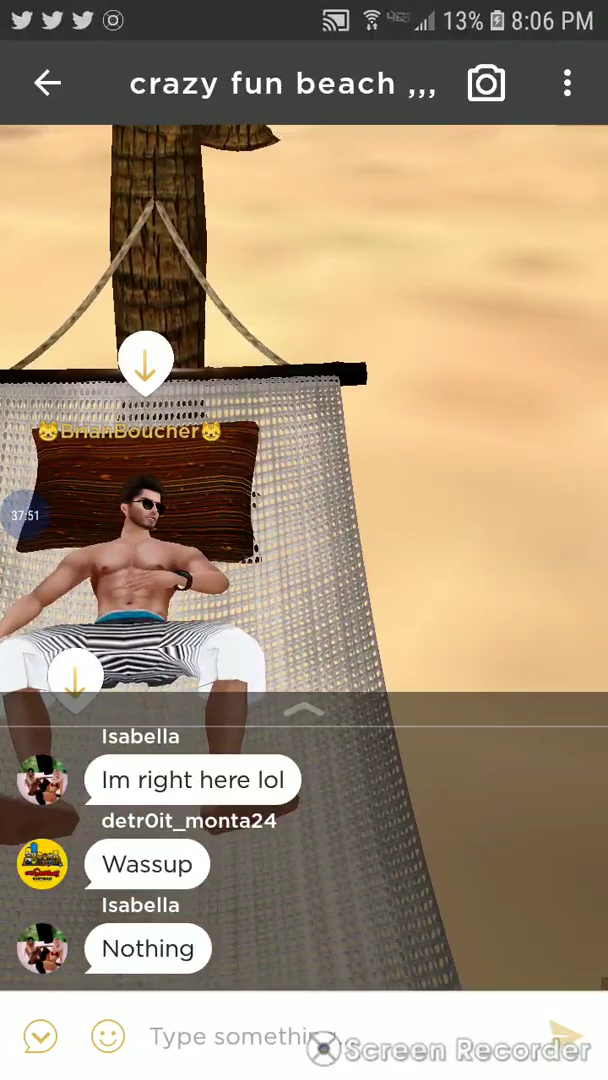 13% 8:06 PM
crazy fun beach ,,,
😺BrianBoucher😺
37:51
Isabella
Im right here lol
detr0it_monta24
Wassup
Isabella
Nothing
Type something...
Screen Recorder